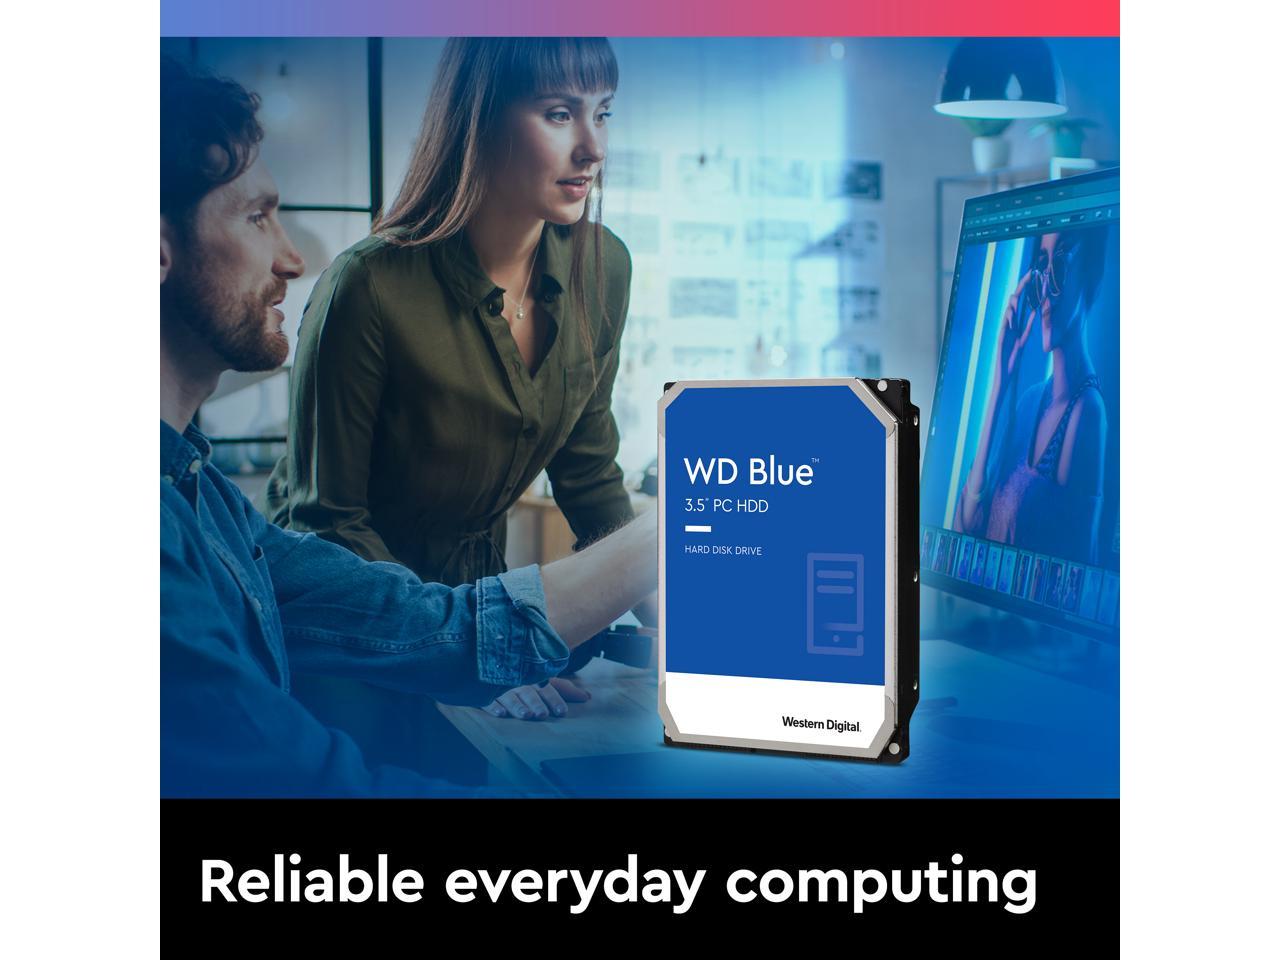 WD Blue™
3.5" PC HDD
HARD DISK DRIVE
Western Digital.
Reliable everyday computing